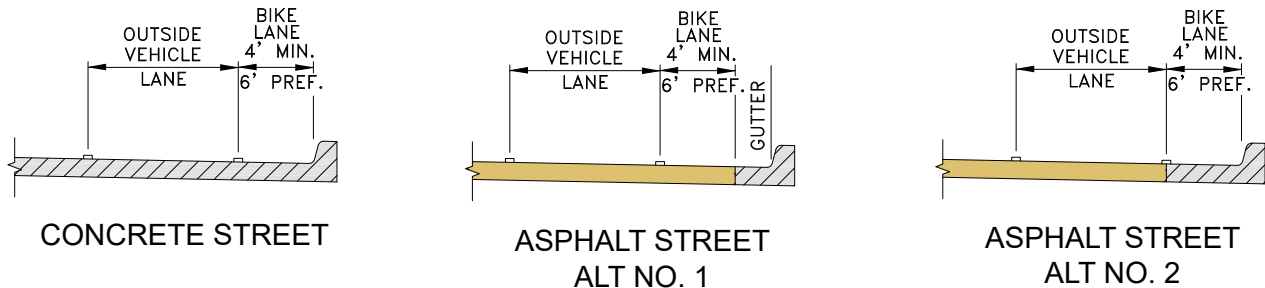 OUTSIDE
VEHICLE
LANE
BIKE
LANE
4' MIN.
6' PREF.
CONCRETE STREET
OUTSIDE
VEHICLE
LANE
BIKE
LANE
4' MIN.
6' PREF.
GUTTER
ASPHALT STREET
ALT NO. 1
OUTSIDE
VEHICLE
LANE
BIKE
LANE
4' MIN.
6' PREF.
ASPHALT STREET
ALT NO. 2